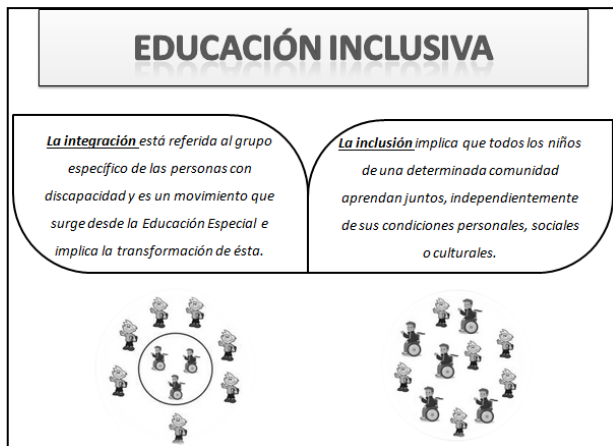 EDUCACIÓN INCLUSIVA
La integración está referida al grupo
específico de las personas con
discapacidad y es un movimiento que
surge desde la Educación Especial e
implica la transformación de ésta.
La inclusión implica que todos los niños
de una determinada comunidad
aprendan juntos, independientemente
de sus condiciones personales, sociales
o culturales.